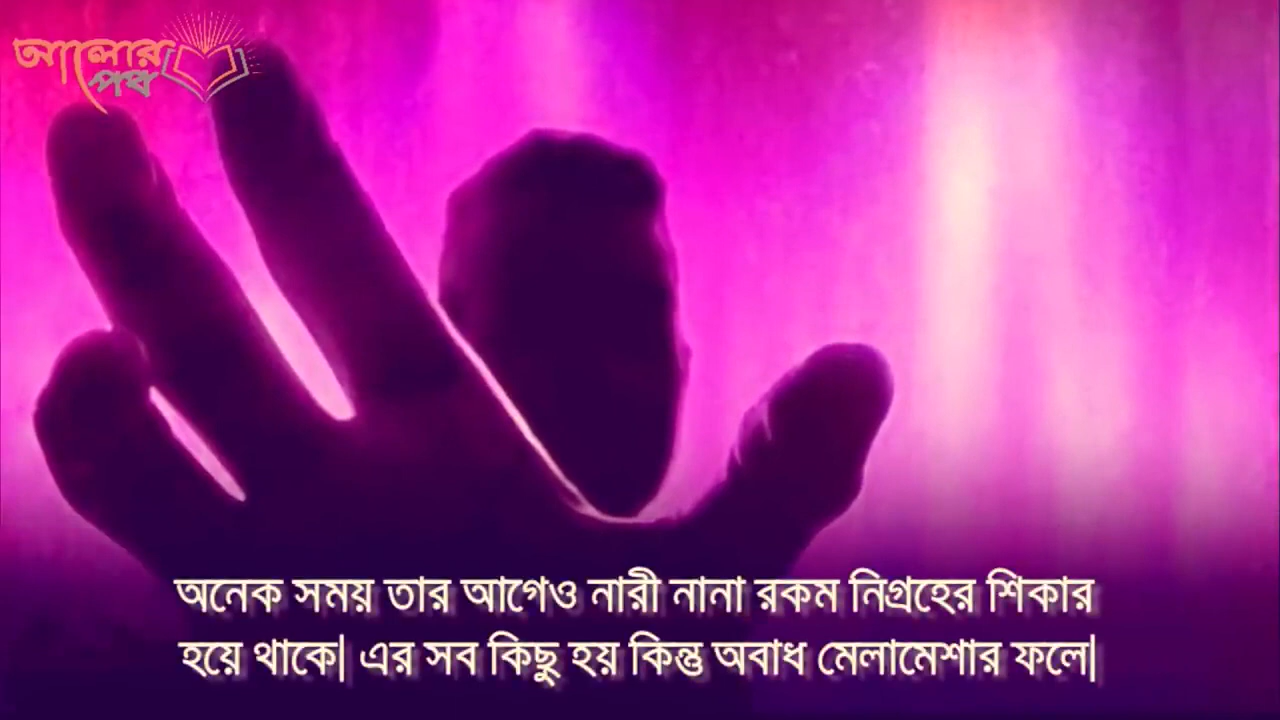 আলোর
পথ
অনেক সময় তার আগেও নারী নানা রকম নিগ্রহের শিকার
হয়ে থাকে| এর সব কিছু হয় কিন্তু অবাধ মেলামেশার ফলে|